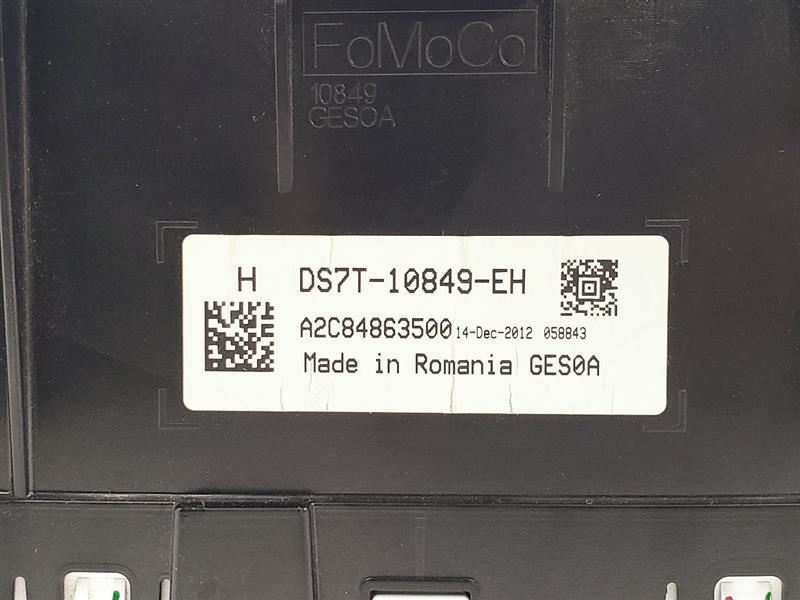 FoMoCo
10849
GES0A
H DS7T-10849-EH
A2C84863500 14-Dec-2012 058843
Made in Romania GES0A